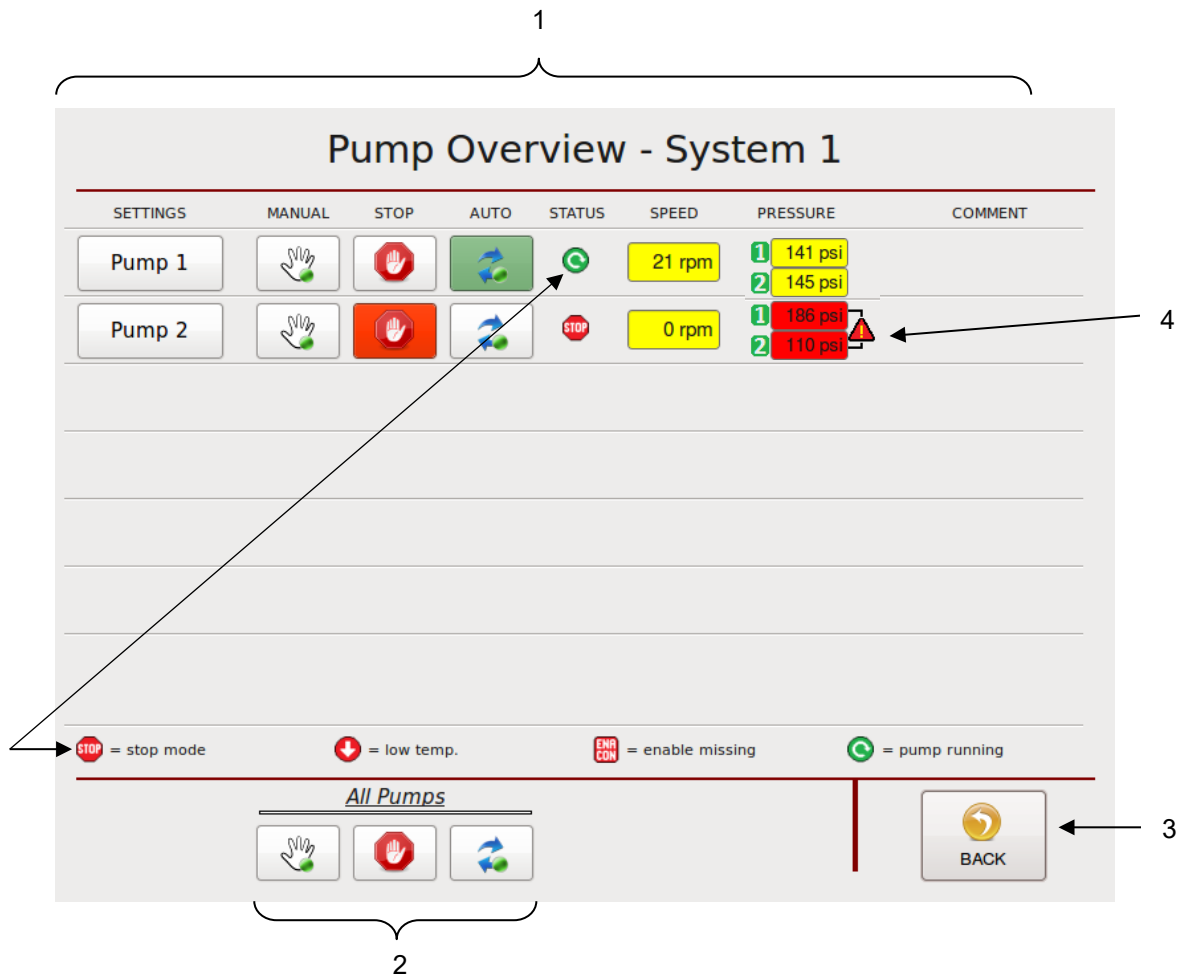 1
Pump Overview - System 1
SETTINGS MANUAL STOP AUTO STATUS SPEED PRESSURE COMMENT
Pump 1 21 rpm 1 141 psi
2 145 psi
Pump 2 STOP 0 rpm 1 186 psi
2 110 psi
4
STOP = stop mode = low temp. ENA CON = enable missing = pump running
All Pumps
BACK
3
2